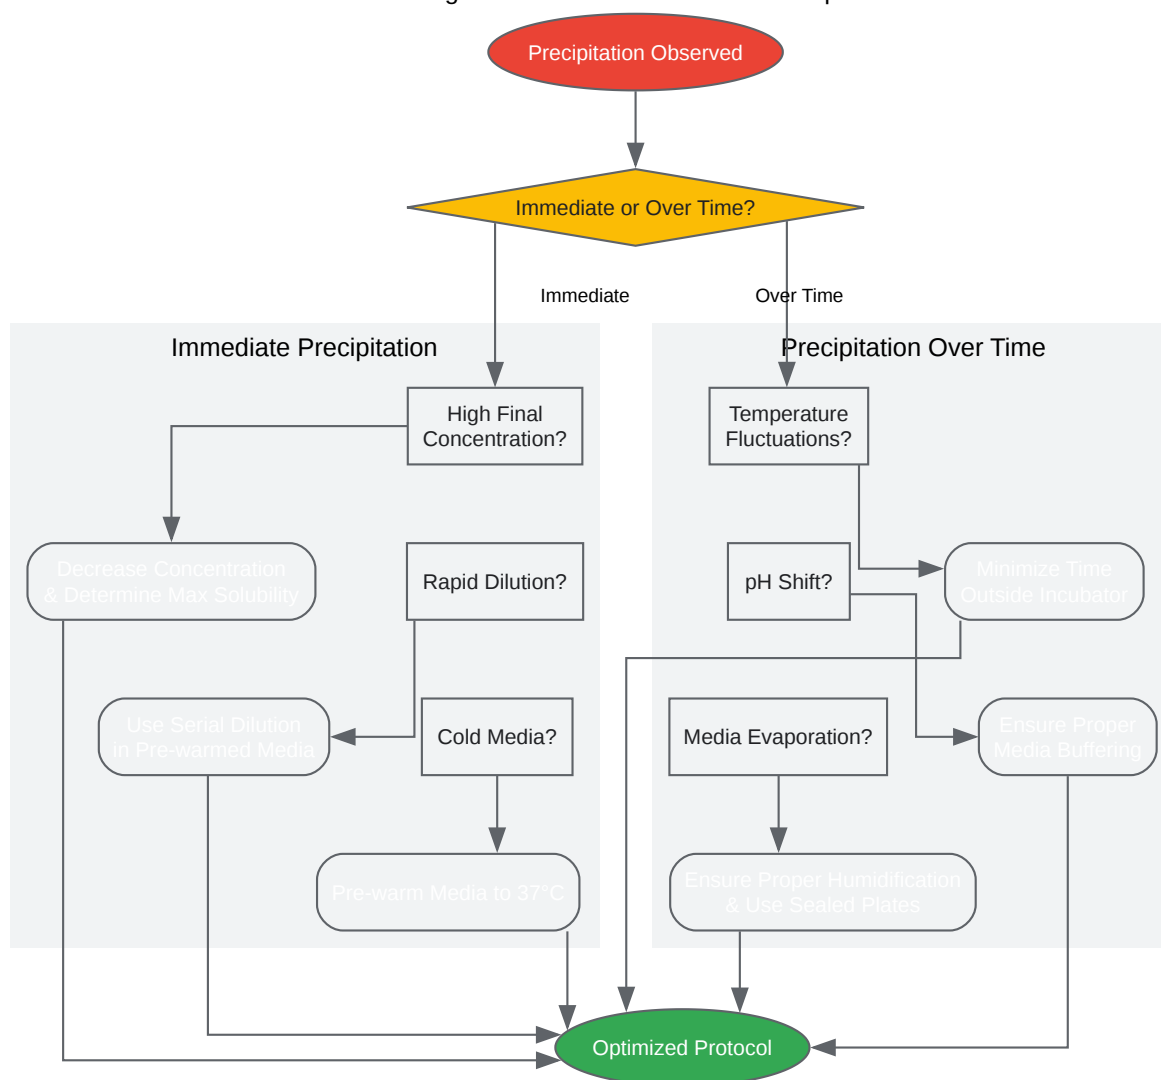 Precipitation Observed
Immediate or Over Time?
Immediate
Over Time
Immediate Precipitation
Precipitation Over Time
High Final
Concentration?
Temperature
Fluctuations?
Decrease Concentration
& Determine Max Solubility
Rapid Dilution?
pH Shift?
Minimize Time
Outside Incubator
Use Serial Dilution
in Pre-warmed Media
Cold Media?
Media Evaporation?
Ensure Proper
Media Buffering
Pre-warm Media to 37°C
Ensure Proper Humidification
& Use Sealed Plates
Optimized Protocol